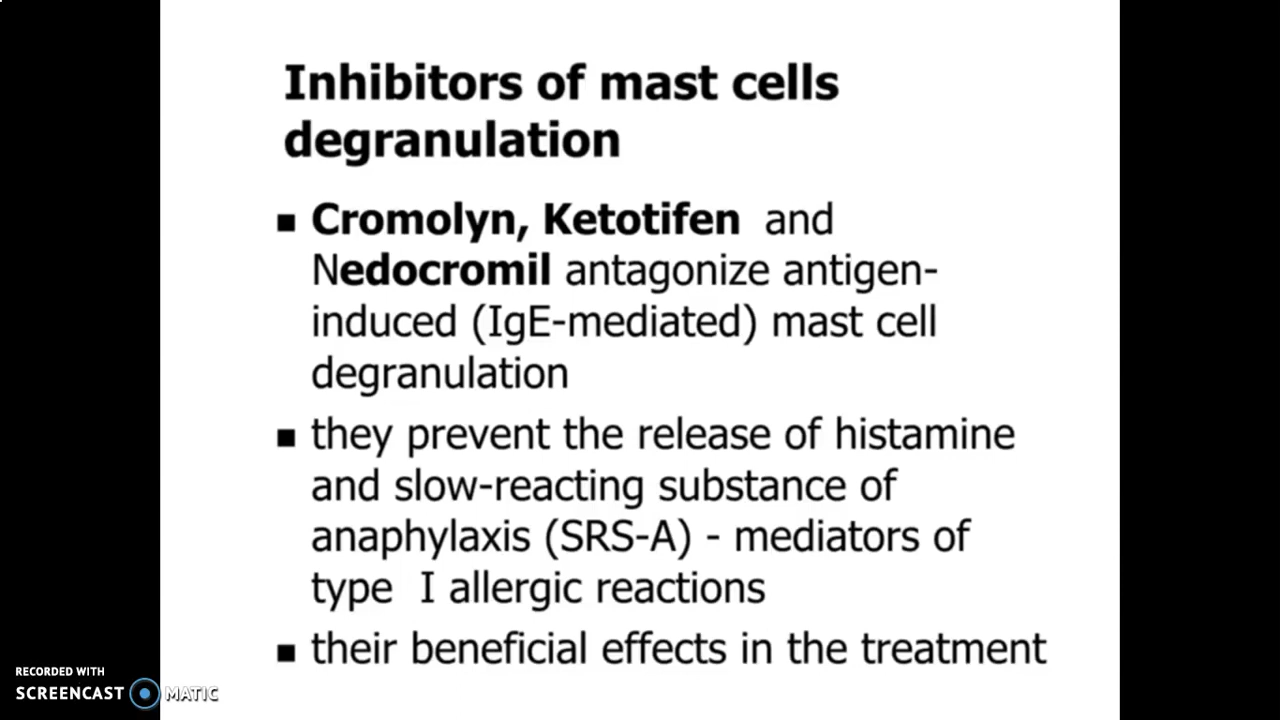 Inhibitors of mast cells
degranulation
■ Cromolyn, Ketotifen and
Nedocromil antagonize antigen-
induced (IgE-mediated) mast cell
degranulation
■ they prevent the release of histamine
and slow-reacting substance of
anaphylaxis (SRS-A) - mediators of
type I allergic reactions
■ their beneficial effects in the treatment
RECORDED WITH
SCREENCAST MATIC